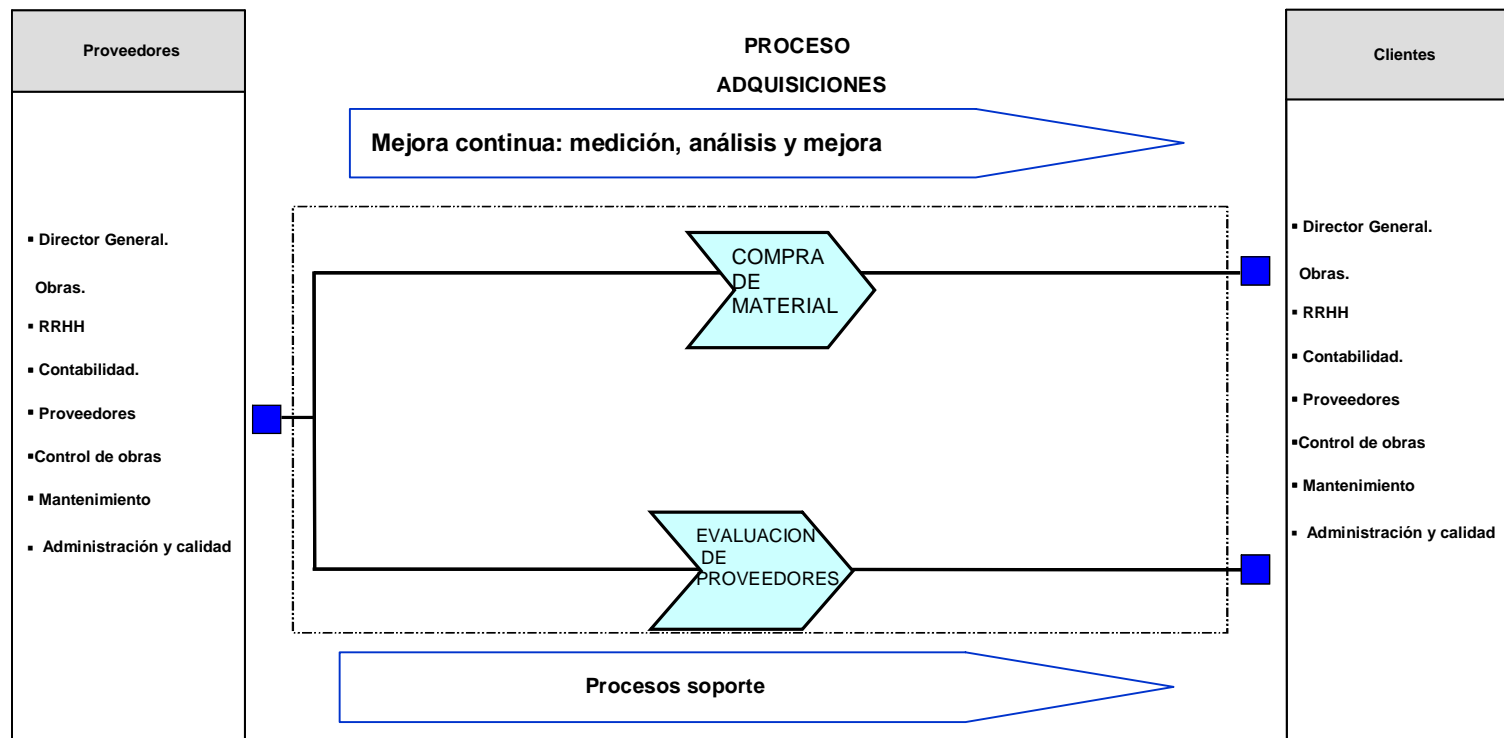 Proveedores
▪ Director General.
Obras.
▪ RRHH
▪ Contabilidad.
▪ Proveedores
▪Control de obras
▪ Mantenimiento
▪ Administración y calidad
PROCESO
ADQUISICIONES
Mejora continua: medición, análisis y mejora
COMPRA
DE
MATERIAL
EVALUACION
DE
PROVEEDORES
Procesos soporte
Clientes
▪ Director General.
Obras.
▪ RRHH
▪ Contabilidad.
▪ Proveedores
▪Control de obras
▪ Mantenimiento
▪ Administración y calidad